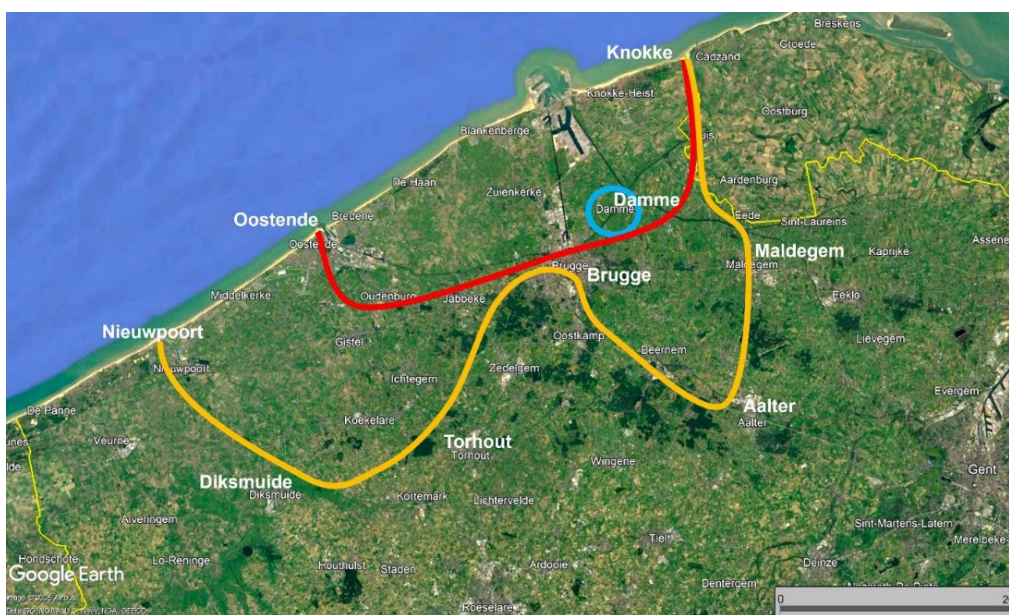 Breskens
Groede
Knokke
Cadzand
Knokke-Heist
Oostburg
Blankenberge
uis
De Haan
Zuienkerke
Aardenburg
Damme
Damme
Oostende
Bredene
Eede
Sint-Laureins
Oostende
Assene
Maldegem
Kaprijke
Brugge
Maldegem
Brugge
Middelkerke
Oudenburg
Jabbeke
Eeklo
Nieuwpoort
Gistel
Oostkamp
Beernem
Lievegem
Nieuwpoort
Zedelgem
Ichtegem
Evergem
De Panne
Koekelare
Aalter
Aalter
unes
Veurne
Torhout
Torhout
lde
Wingene
Gent
Diksmuide
Diksmuide
Kortemark
Lichtervelde
Alveringem
Sint-Martens-Latem
Tielt
Merelbeke-
Hondschote
Lo-Reninge
Houthulst
Staden
Ardooie
Deinze
Google Earth
Dentergem
Roeselare
0